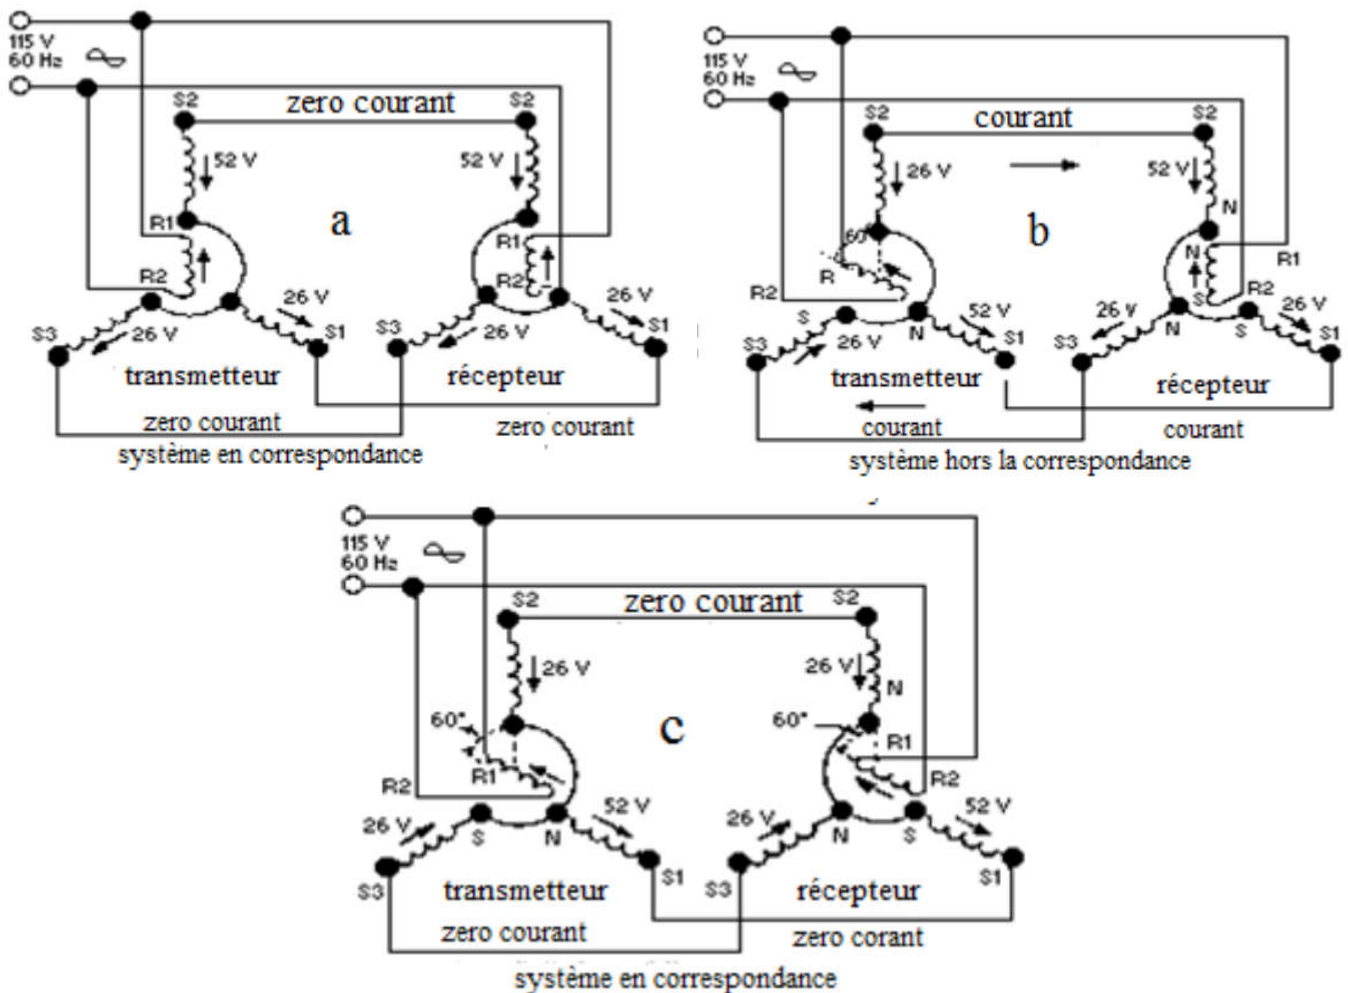 115 V
60 Hz
S2
zero courant
S2
52 V
52 V
R1
a
R1
R2
R2
26 V
26 V
S3
26 V
S1
S3
26 V
S1
transmetteur
récepteur
zero courant
zero courant
système en correspondance
115 V
60 Hz
S2
courant
S2
26 V
52 V
N
60
b
N
R1
R
R2
S
R2
S
N
52 V
26 V
N
S
26 V
S3
26 V
S1
S3
S1
transmetteur
récepteur
courant
courant
système hors la correspondance
115 V
60 Hz
S2
zero courant
S2
26 V
26 V
N
60°
c
60°
R1
R1
R2
R2
26 V
S
N
52 V
26 V
N
S
52 V
S3
S1
S3
S1
transmetteur
récepteur
zero courant
zero corant
système en correspondance